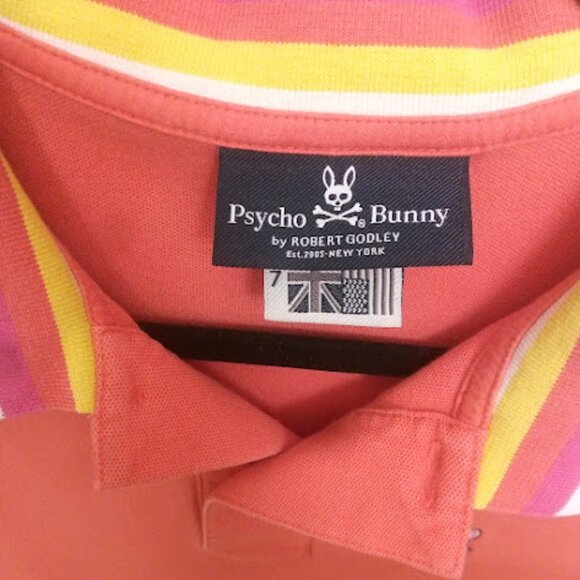 Psycho ® Bunny
by ROBERT GODLEY
Est.2005-NEW YORK
7